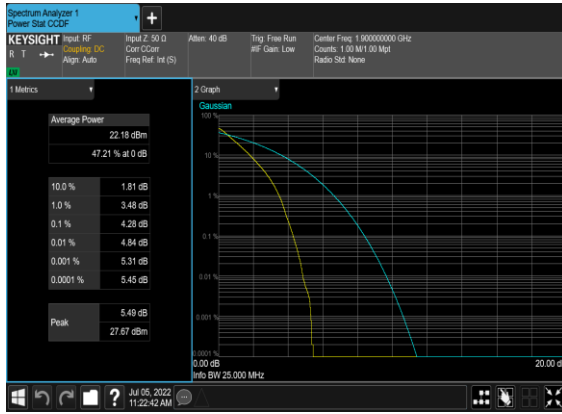 Spectrum Analyzer 1
Power Stat CCDF
+
KEYSIGHT Input: RF Input Z: 50 Ω Atten: 40 dB Trig: Free Run Center Freq: 1.900000000 GHz
R T Coupling: DC Corr CCorr #IF Gain: Low Counts: 1.00 M/1.00 Mpt
Align: Auto Freq Ref: Int (S) Radio Std: None
1 Metrics 2 Graph
Gaussian
Average Power
22.18 dBm
47.21 % at 0 dB
10.0 % 1.81 dB
1.0 % 3.48 dB
0.1 % 4.28 dB
0.01 % 4.84 dB
0.001 % 5.31 dB
0.0001 % 5.45 dB
Peak 5.49 dB
27.67 dBm
100 %
10 %
1 %
0.1 %
0.01 %
0.001 %
0.0001 %
0.00 dB 20.00 d
Info BW 25.000 MHz
? Jul 05, 2022
11:22:42 AM